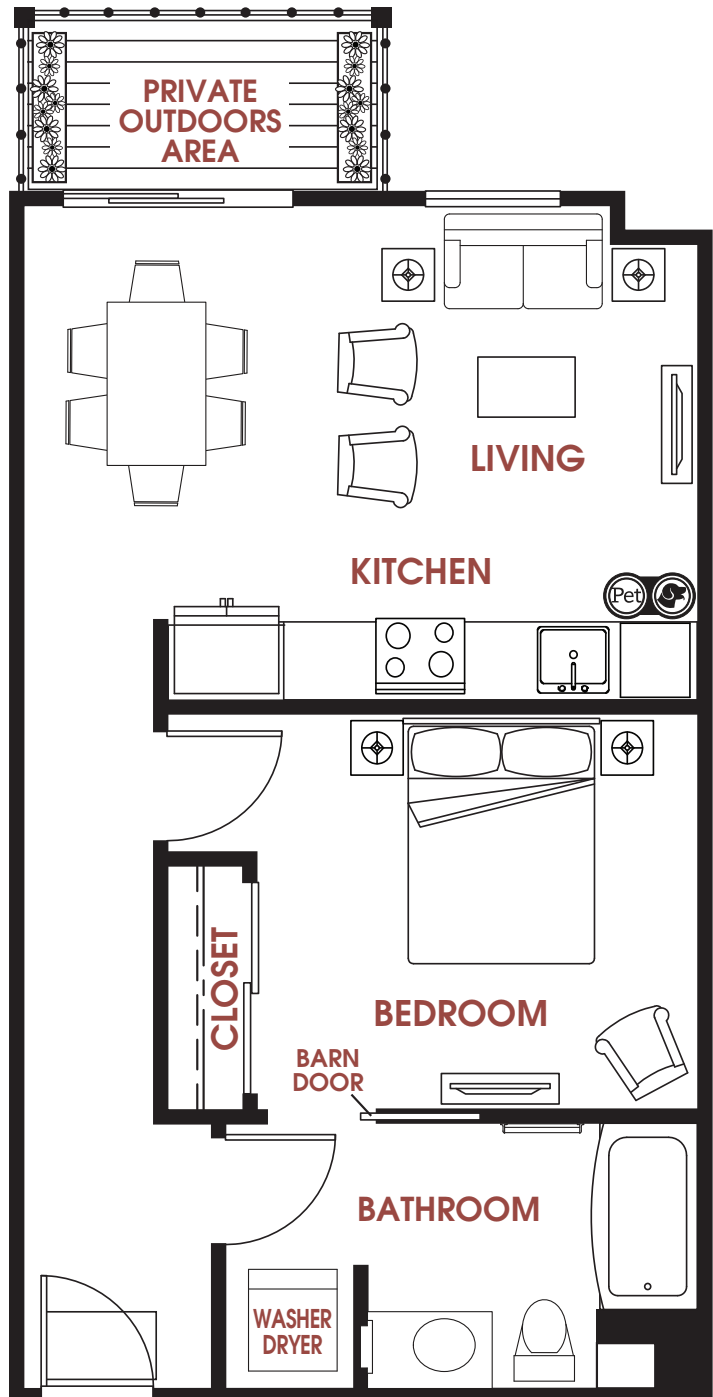 PRIVATE
OUTDOORS
AREA
LIVING
KITCHEN
Pet
CLOSET
BEDROOM
BARN
DOOR
BATHROOM
WASHER
DRYER